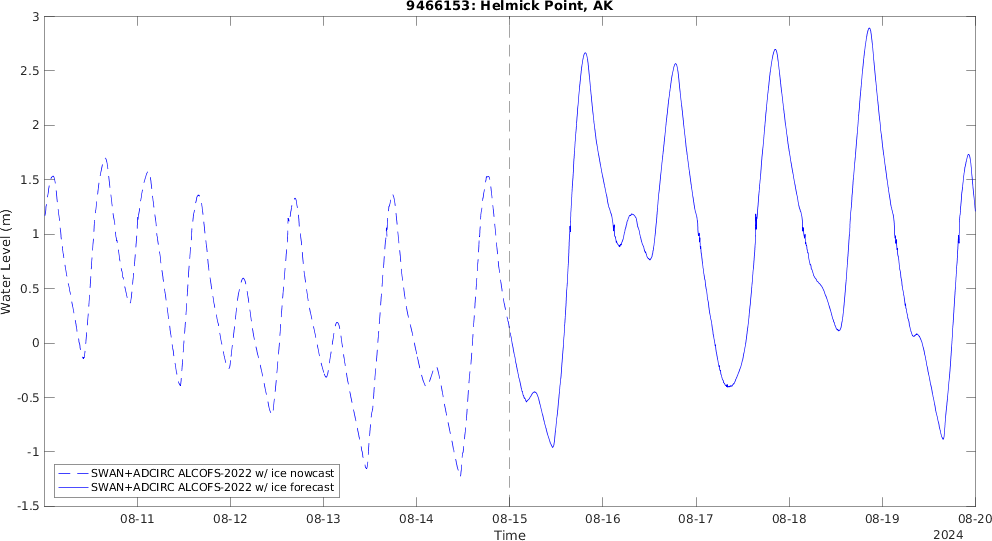 9466153: Helmick Point, AK
3
2.5
2
1.5
1
0.5
0
-0.5
-1
-1.5
Water Level (m)
SWAN+ADCIRC ALCOFS-2022 w/ ice nowcast
SWAN+ADCIRC ALCOFS-2022 w/ ice forecast
08-11 08-12 08-13 08-14 08-15 08-16 08-17 08-18 08-19 08-20
Time
2024